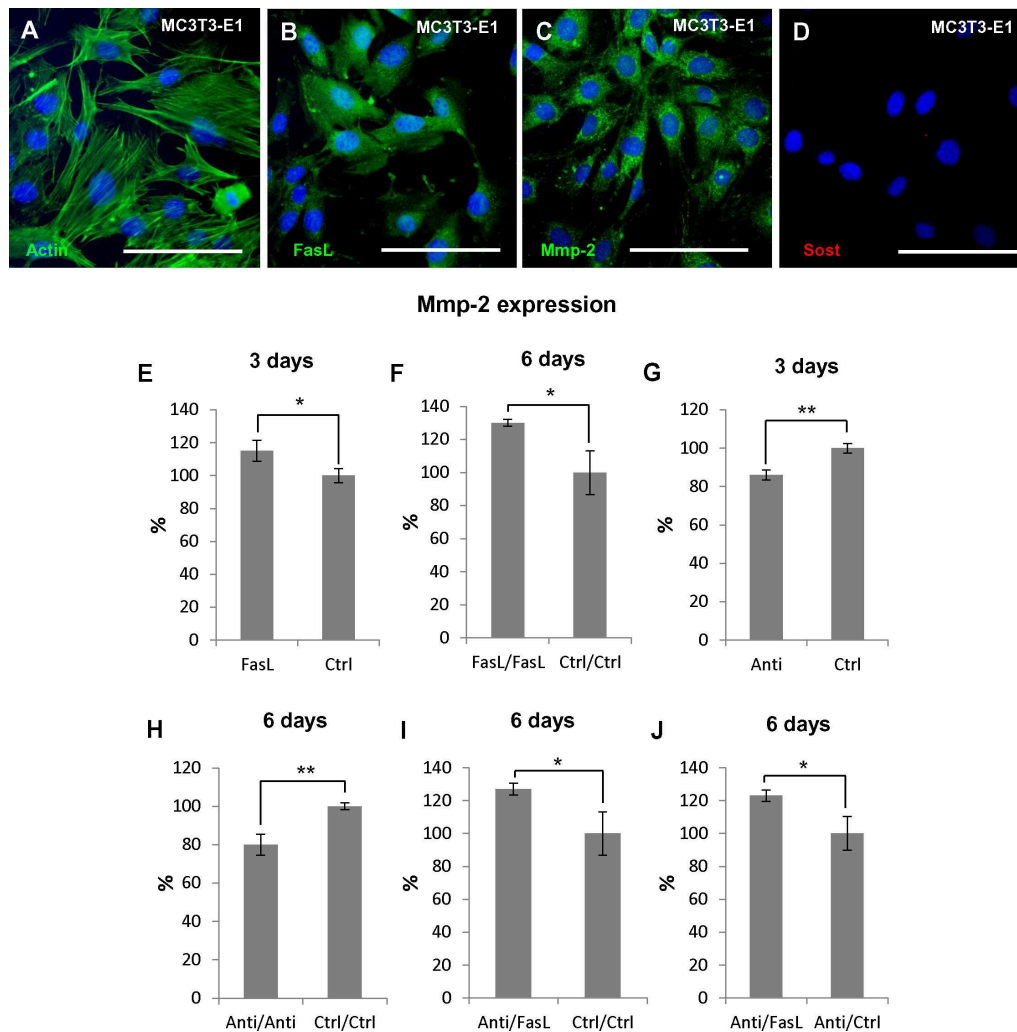 A MC3T3-E1
B MC3T3-E1
C MC3T3-E1
D MC3T3-E1
Actin
FasL
Mmp-2
Sost
Mmp-2 expression
E 3 days
140
120
100
80
60
40
20
0
%
*
FasL Ctrl
F 6 days
140
120
100
80
60
40
20
0
%
*
FasL/FasL Ctrl/Ctrl
G 3 days
120
100
80
60
40
20
0
%
**
Anti Ctrl
H 6 days
120
100
80
60
40
20
0
%
**
Anti/Anti Ctrl/Ctrl
I 6 days
140
120
100
80
60
40
20
0
%
*
Anti/FasL Ctrl/Ctrl
J 6 days
140
120
100
80
60
40
20
0
%
*
Anti/FasL Anti/Ctrl